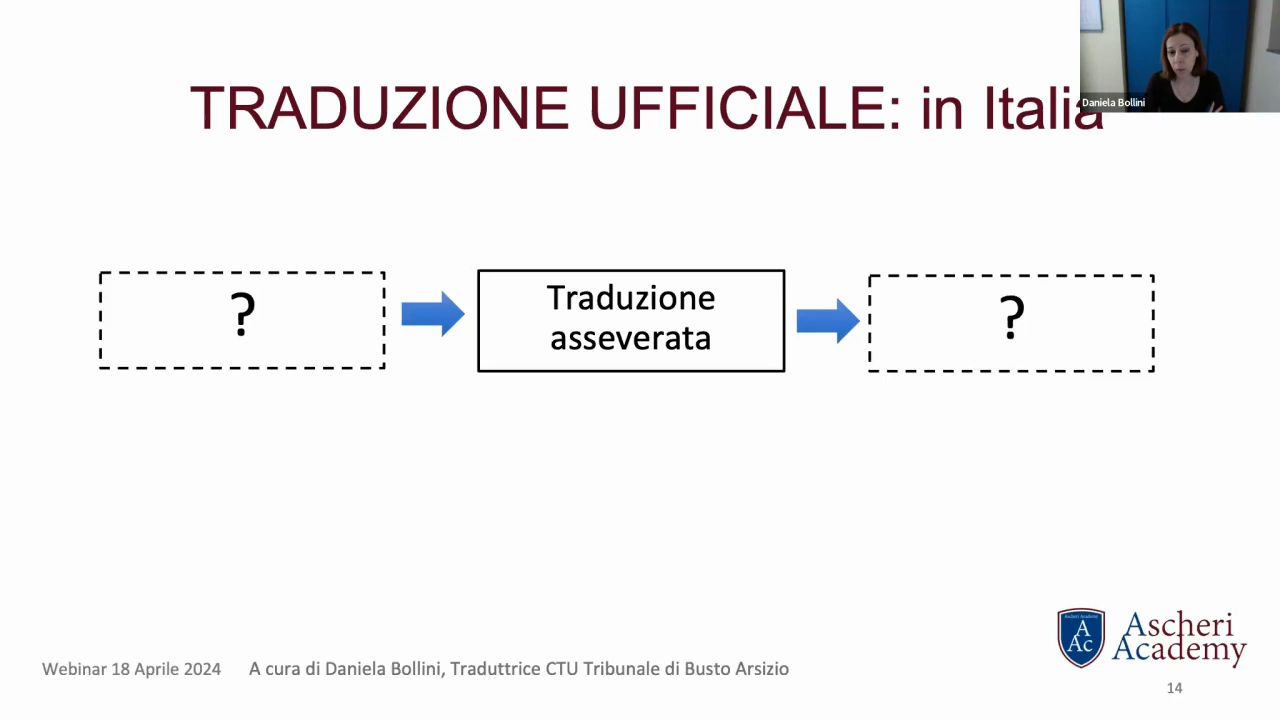 Daniela Bollini
TRADUZIONE UFFICIALE: in Italia
?
Traduzione
asseverata
?
Ascheri
Academy
A
Ac
Webinar 18 Aprile 2024
A cura di Daniela Bollini, Traduttrice CTU Tribunale di Busto Arsizio
14